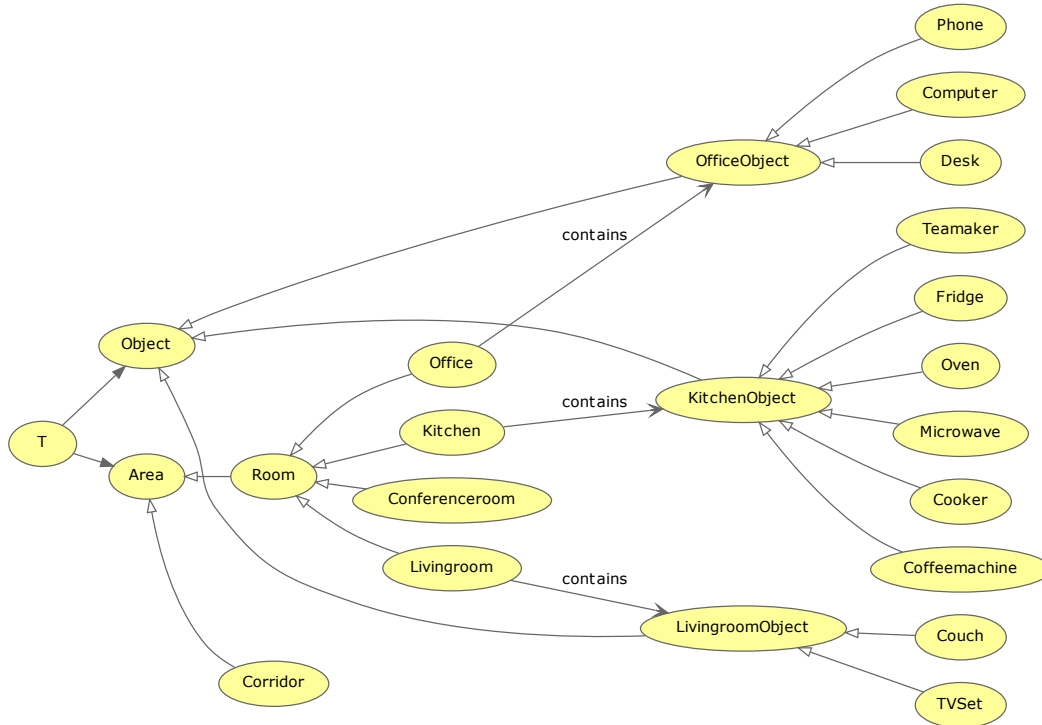 Phone
Computer
OfficeObject
Desk
Teamaker
contains
Fridge
Object
Office
Oven
contains
KitchenObject
Kitchen
Microwave
T
Area
Room
Conferenceroom
Cooker
Livingroom
Coffeemachine
contains
LivingroomObject
Couch
Corridor
TVSet